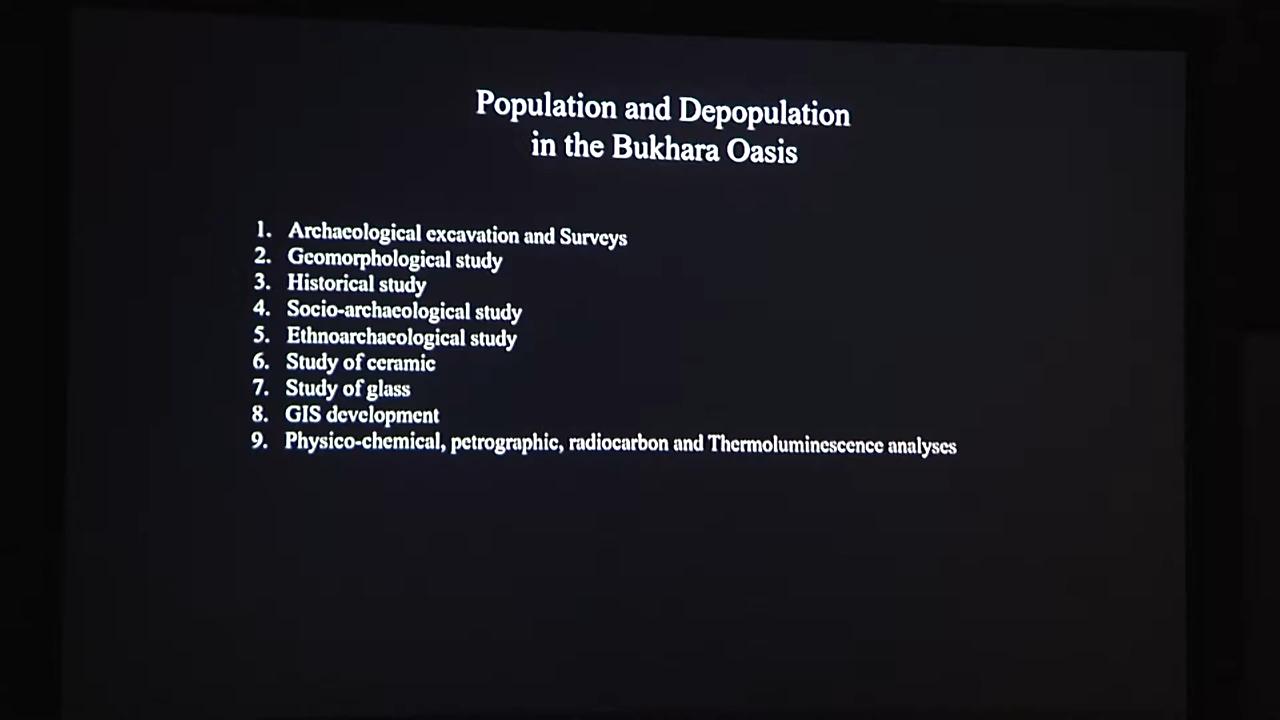 Population and Depopulation
in the Bukhara Oasis
1. Archaeological excavation and Surveys
2. Geomorphological study
3. Historical study
4. Socio-archaeological study
5. Ethnoarchaeological study
6. Study of ceramic
7. Study of glass
8. GIS development
9. Physico-chemical, petrographic, radiocarbon and Thermoluminescence analyses